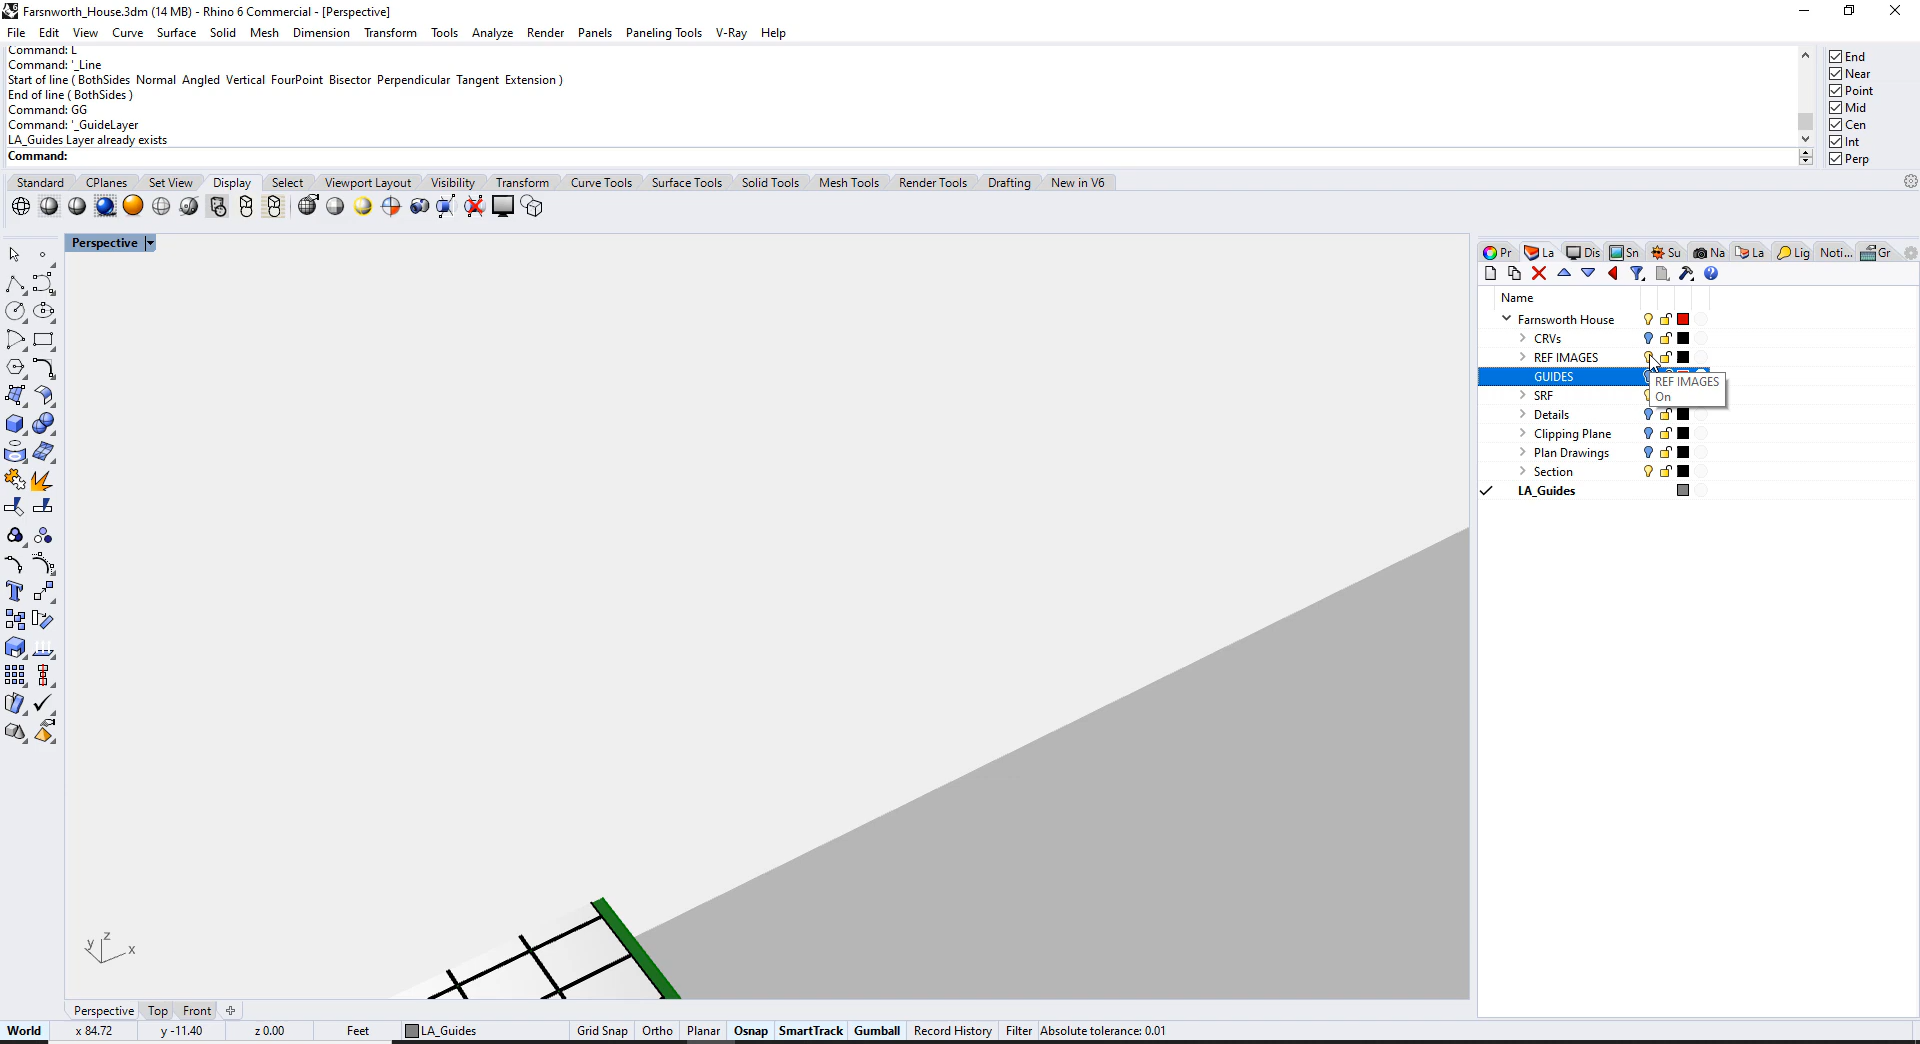 Farsnworth_House.3dm (14 MB) - Rhino 6 Commercial - [Perspective]
File Edit View Curve Surface Solid Mesh Dimension Transform Tools Analyze Render Panels Paneling Tools V-Ray Help
Command: L
Command: '_Line
Start of line ( BothSides Normal Angled Vertical FourPoint Bisector Perpendicular Tangent Extension )
End of line ( BothSides )
Command: GG
Command: '_GuideLayer
LA_Guides Layer already exists
Command:
End
Near
Point
Mid
Cen
Int
Perp
Standard CPlanes Set View Display Select Viewport Layout Visibility Transform Curve Tools Surface Tools Solid Tools Mesh Tools Render Tools Drafting New in V6
Perspective
Pr La Dis Sn Su Na La Lig Noti... Gr
Name
Farnsworth House
CRVs
REF IMAGES
GUIDES
SRF
Details
Clipping Plane
Plan Drawings
Section
LA_Guides
REF IMAGES
On
z
y
x
Perspective Top Front
World x 84.72 y -11.40 z 0.00 Feet LA_Guides Grid Snap Ortho Planar Osnap SmartTrack Gumball Record History Filter Absolute tolerance: 0.01